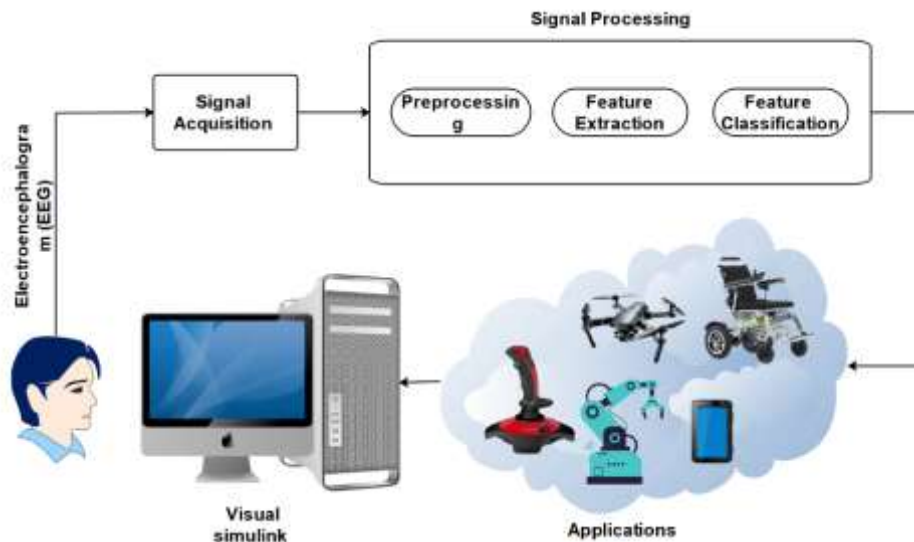 Signal Processing
Signal
Acquisition
Preprocessin
g
Feature
Extraction
Feature
Classification
Electroencephalogra
m (EEG)
Visual
simulink
Applications